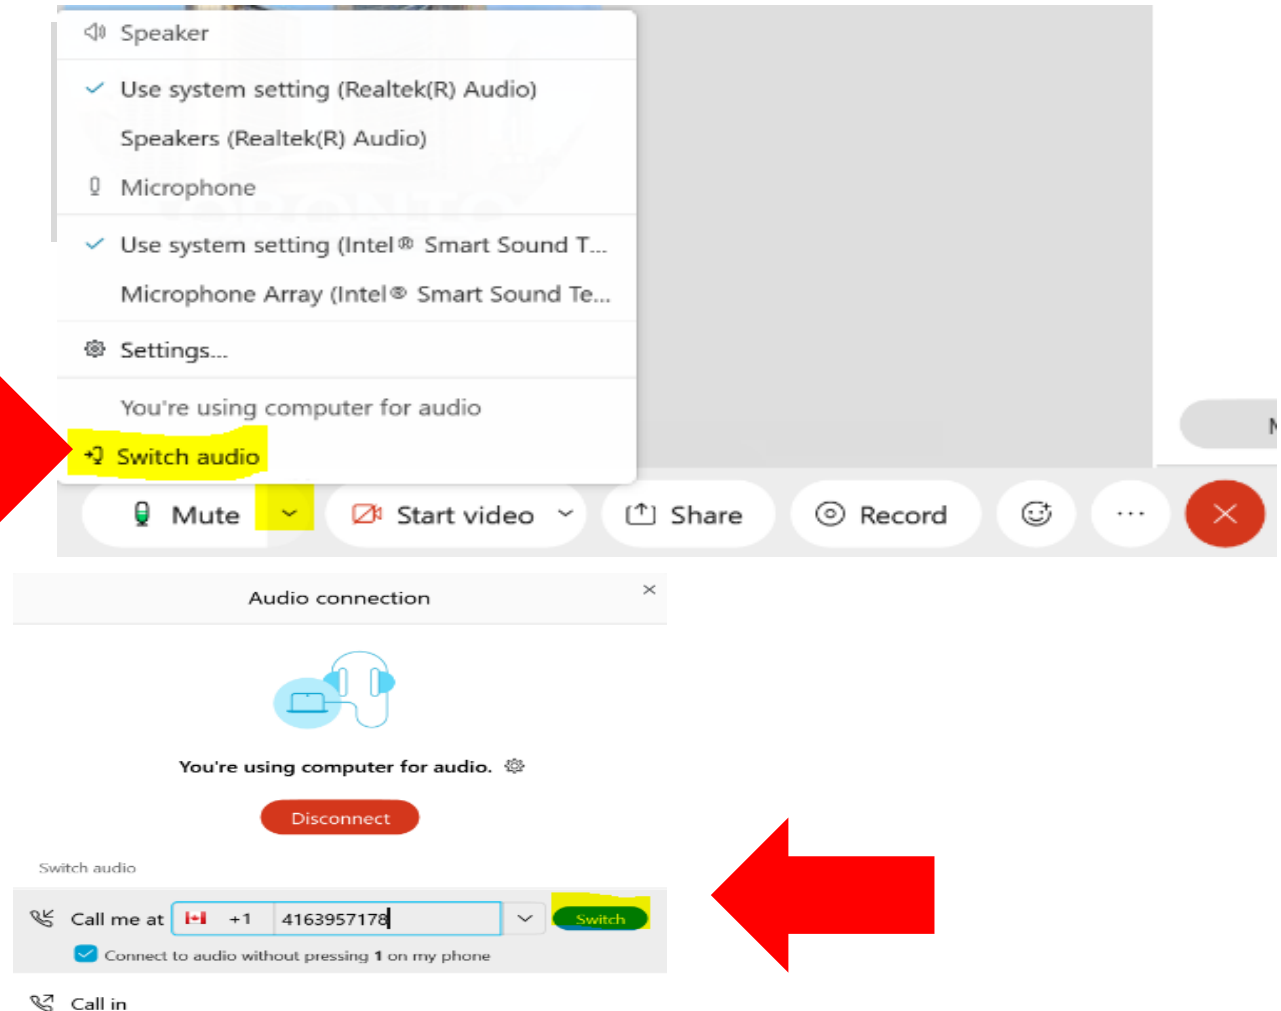 Speaker
Use system setting (Realtek(R) Audio)
Speakers (Realtek(R) Audio)
Microphone
Use system setting (Intel® Smart Sound T...
Microphone Array (Intel® Smart Sound Te...
Settings...
You're using computer for audio
Switch audio
Mute Start video Share Record
Audio connection
You're using computer for audio.
Disconnect
Switch audio
Call me at +1 4163957178 Switch
Connect to audio without pressing 1 on my phone
Call in